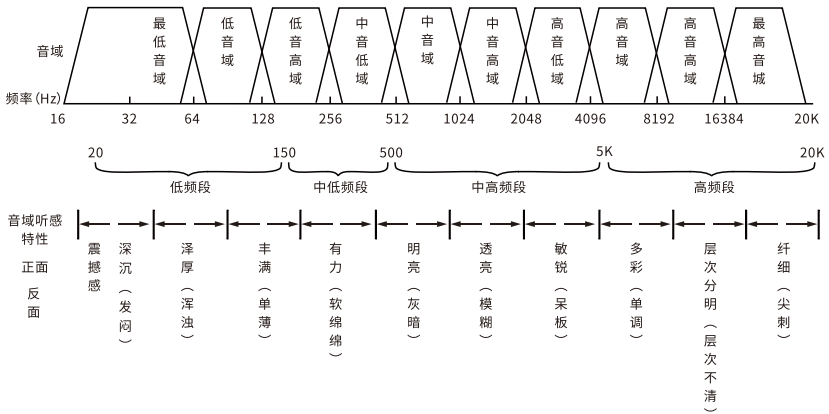 音域
最低音域
低音域
低音高域
中音低域
中音域
中音高域
高音低域
高音域
高音高域
最高音城
频率(Hz)
16 32 64 128 256 512 1024 2048 4096 8192 16384 20K
20 150 500 5K 20K
低频段 中低频段 中高频段 高频段
音域听感
特性
正面
反面
震撼感
深沉（发闷）
泽厚（浑浊）
丰满（单薄）
有力（软绵绵）
明亮（灰暗）
透亮（模糊）
敏锐（呆板）
多彩（单调）
层次分明（层次不清）
纤细（尖刺）